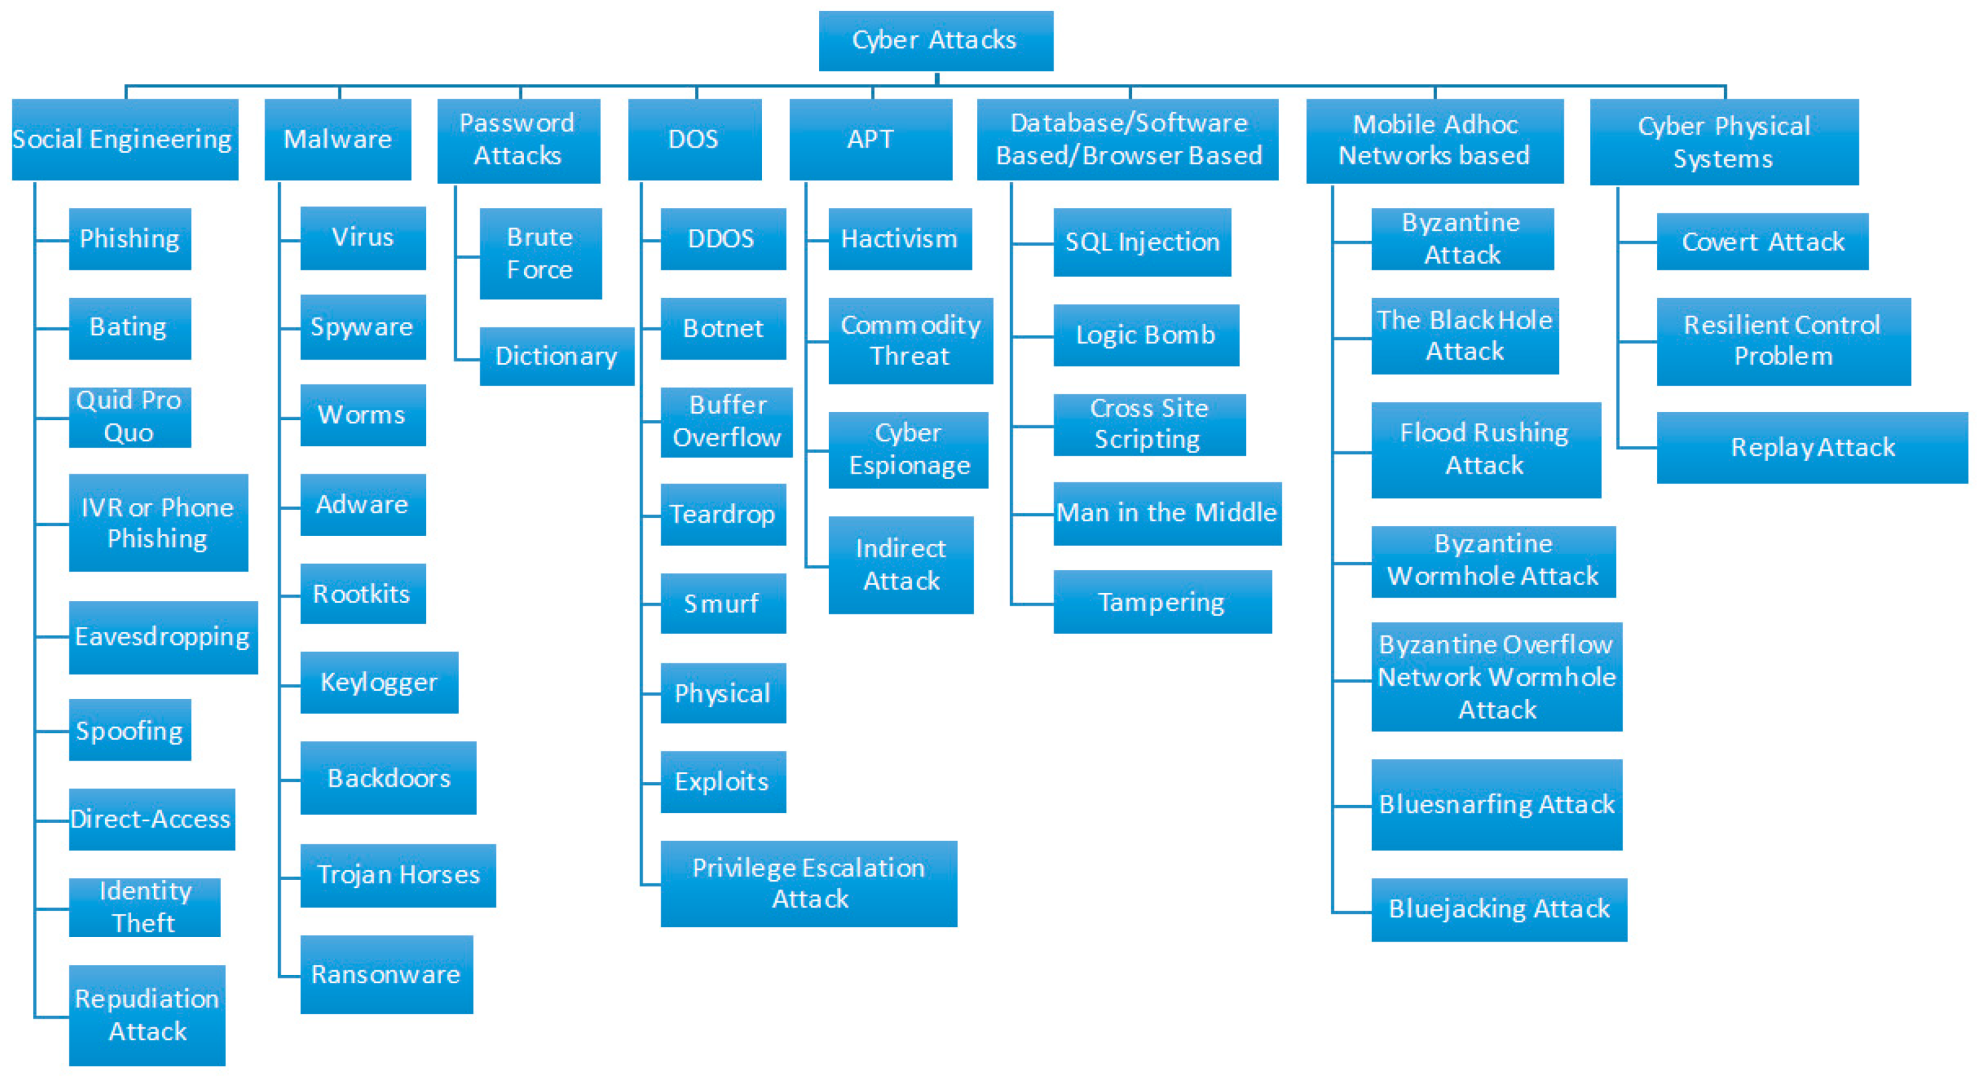 Cyber Attacks
Social Engineering
Phishing
Bating
Quid Pro
Quo
IVR or Phone
Phishing
Eavesdropping
Spoofing
Direct-Access
Identity
Theft
Repudiation
Attack
Malware
Virus
Spyware
Worms
Adware
Rootkits
Keylogger
Backdoors
Trojan Horses
Ransonware
Password
Attacks
Brute
Force
Dictionary
DOS
DDOS
Botnet
Buffer
Overflow
Teardrop
Smurf
Physical
Exploits
Privilege Escalation
Attack
APT
Hactivism
Commodity
Threat
Cyber
Espionage
Indirect
Attack
Database/Software
Based/Browser Based
SQL Injection
Logic Bomb
Cross Site
Scripting
Man in the Middle
Tampering
Mobile Adhoc
Networks based
Byzantine
Attack
The Black Hole
Attack
Flood Rushing
Attack
Byzantine
Wormhole Attack
Byzantine Overflow
Network Wormhole
Attack
Bluesnarfing Attack
Bluejacking Attack
Cyber Physical
Systems
Covert Attack
Resilient Control
Problem
Replay Attack